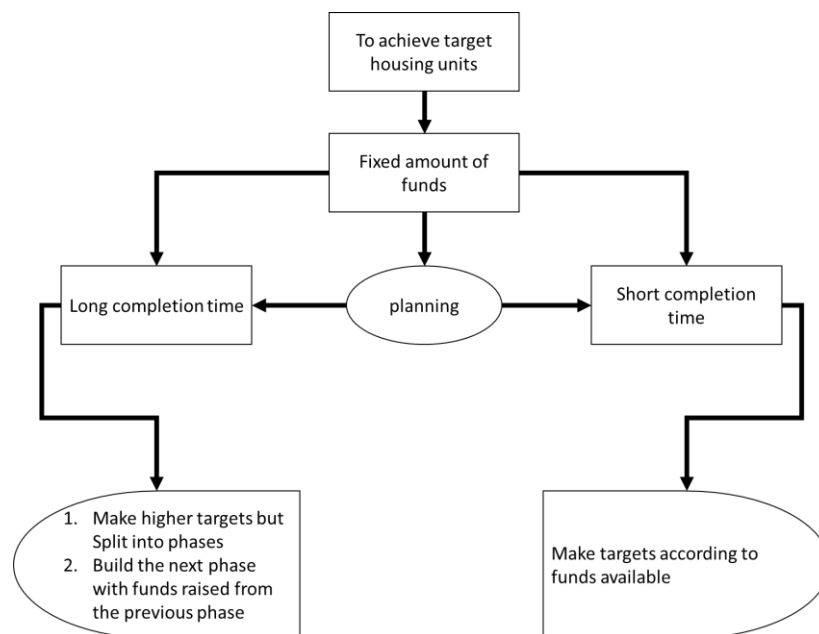 To achieve target
housing units
Fixed amount of
funds
Long completion time
planning
Short completion
time
1. Make higher targets but
Split into phases
2. Build the next phase
with funds raised from
the previous phase
Make targets according to
funds available